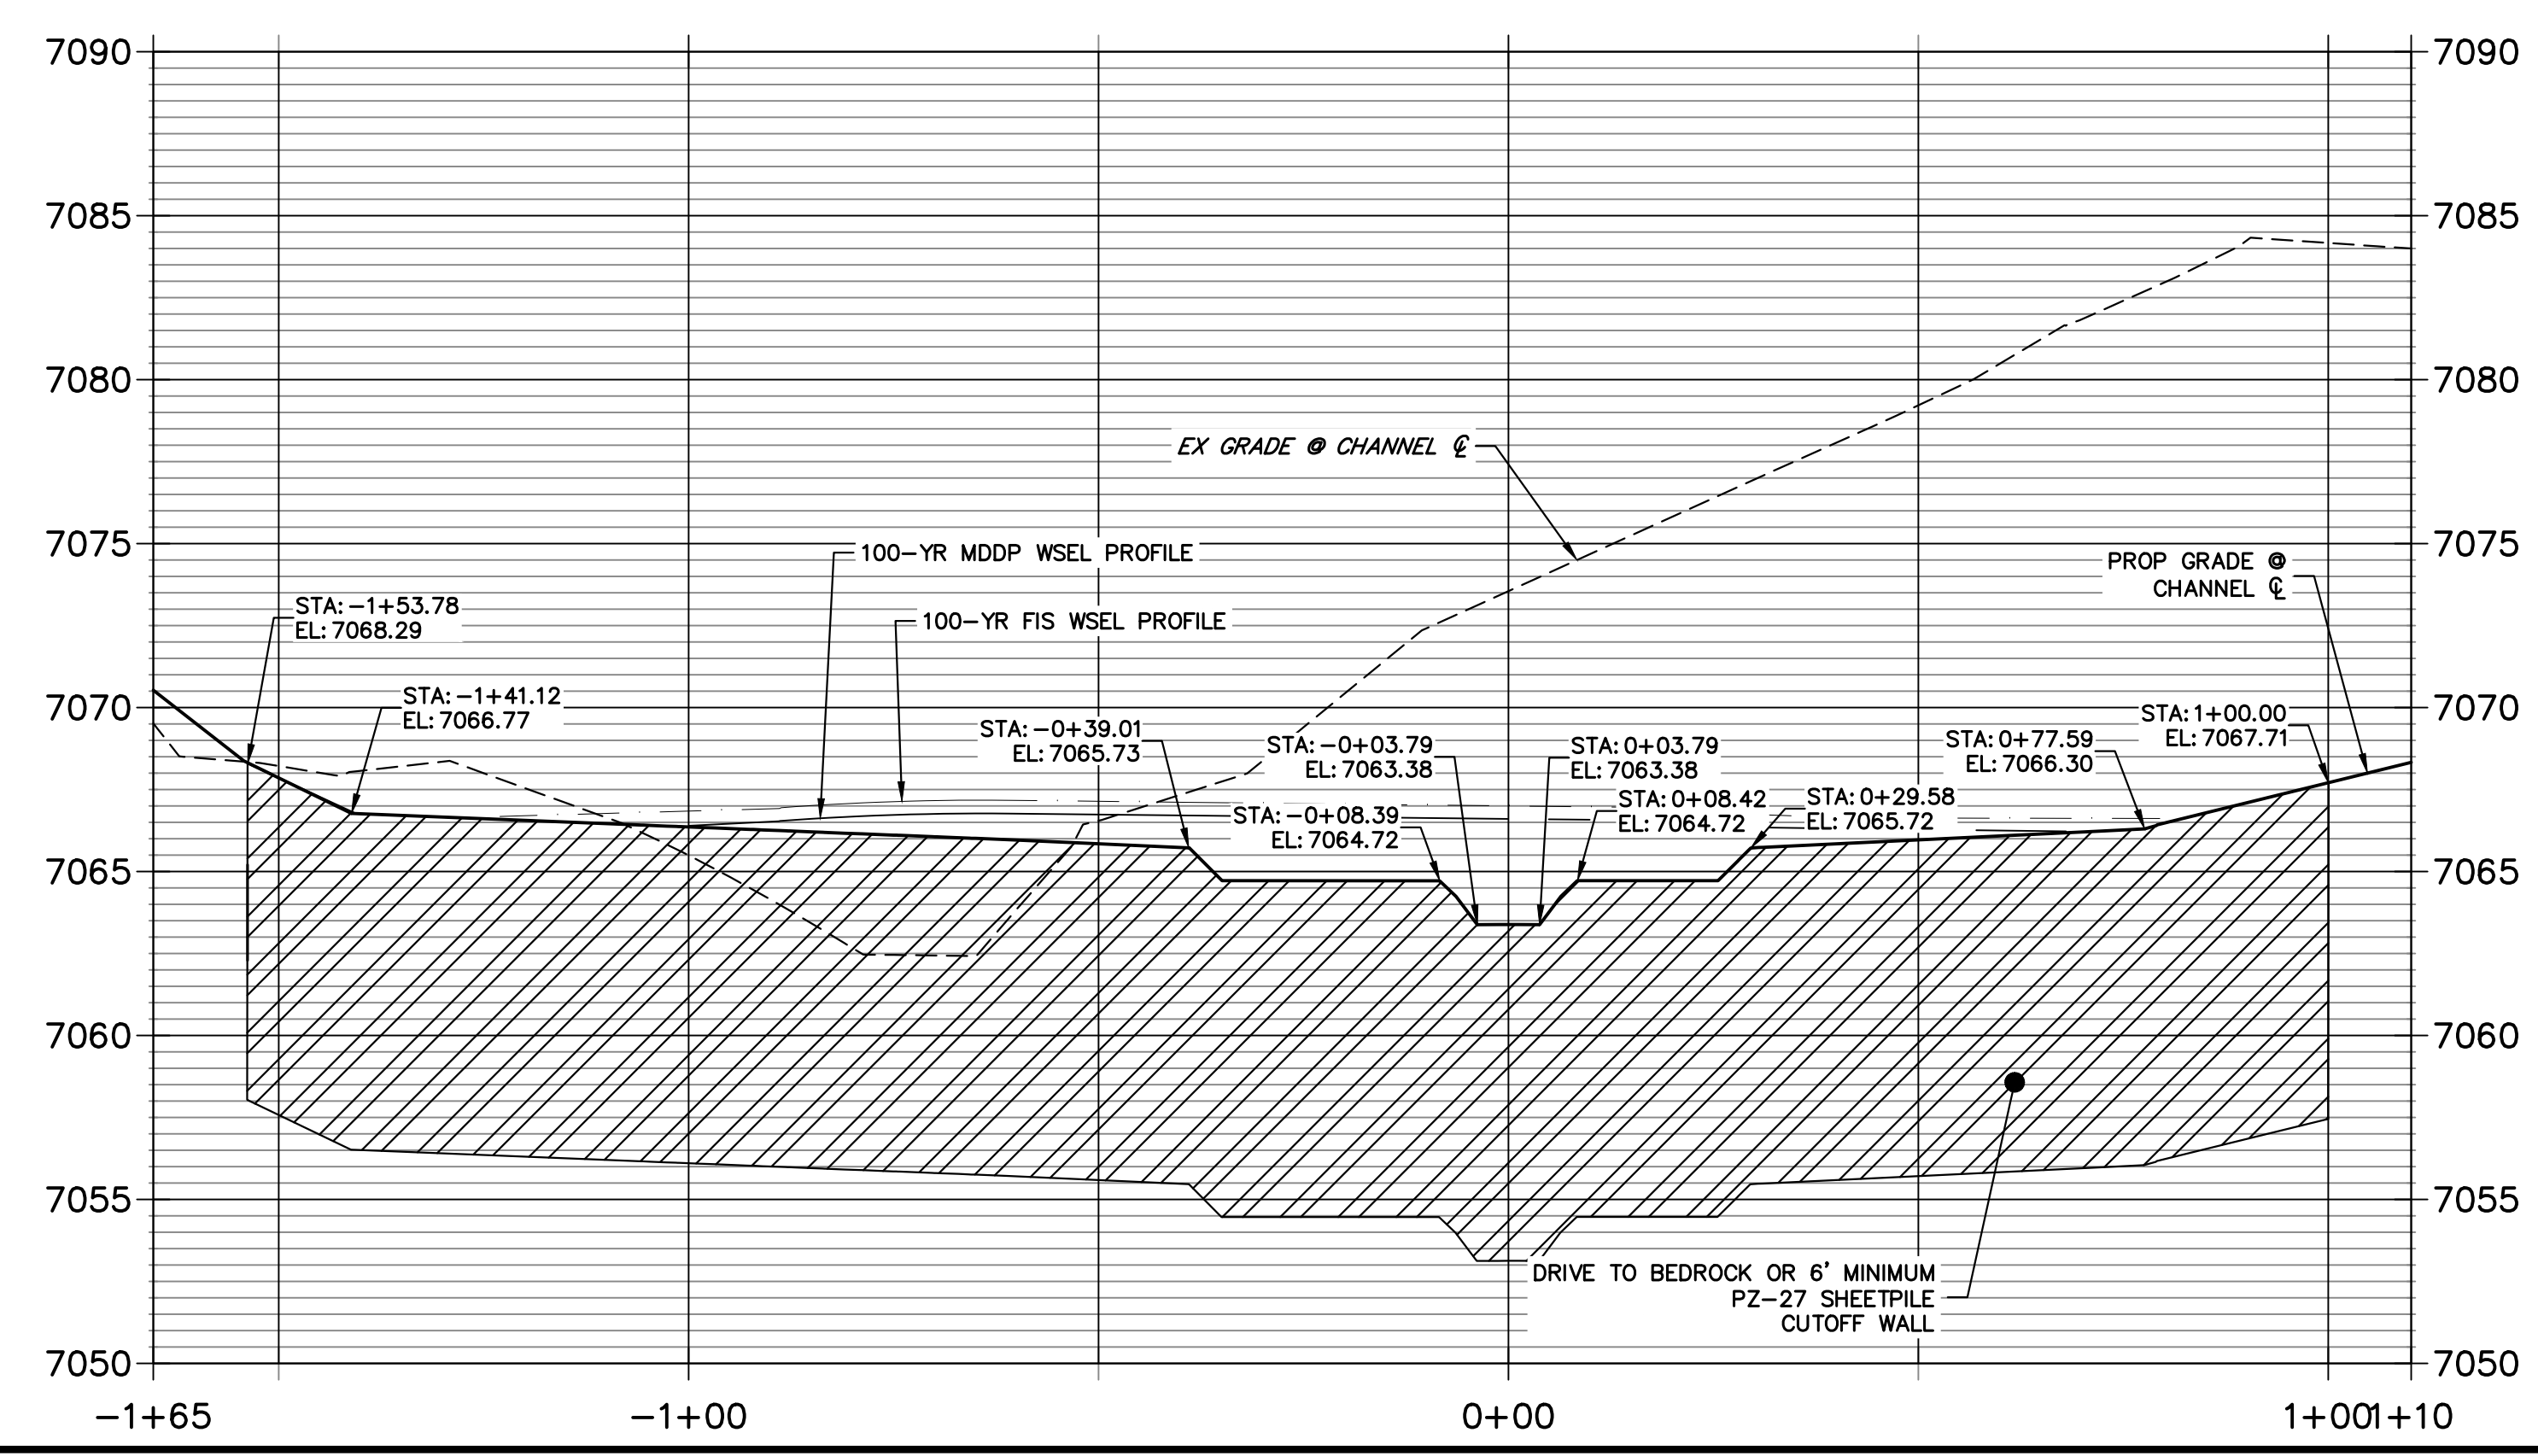 7090
7090
7085
7085
7080
7080
EX GRADE @ CHANNEL ℄
7075
7075
100-YR MDDP WSEL PROFILE
PROP GRADE @
CHANNEL ℄
STA: -1+53.78
EL: 7068.29
100-YR FIS WSEL PROFILE
STA: -1+41.12
EL: 7066.77
7070
7070
STA: -0+39.01
EL: 7065.73
STA: -0+03.79
EL: 7063.38
STA: 0+03.79
EL: 7063.38
STA: 0+77.59
EL: 7066.30
STA: 1+00.00
EL: 7067.71
STA: -0+08.39
EL: 7064.72
STA: 0+08.42
EL: 7064.72
STA: 0+29.58
EL: 7065.72
7065
7065
7060
7060
7055
7055
DRIVE TO BEDROCK OR 6' MINIMUM
PZ-27 SHEETPILE
CUTOFF WALL
7050
7050
-1+65
-1+00
0+00
1+00
1+10